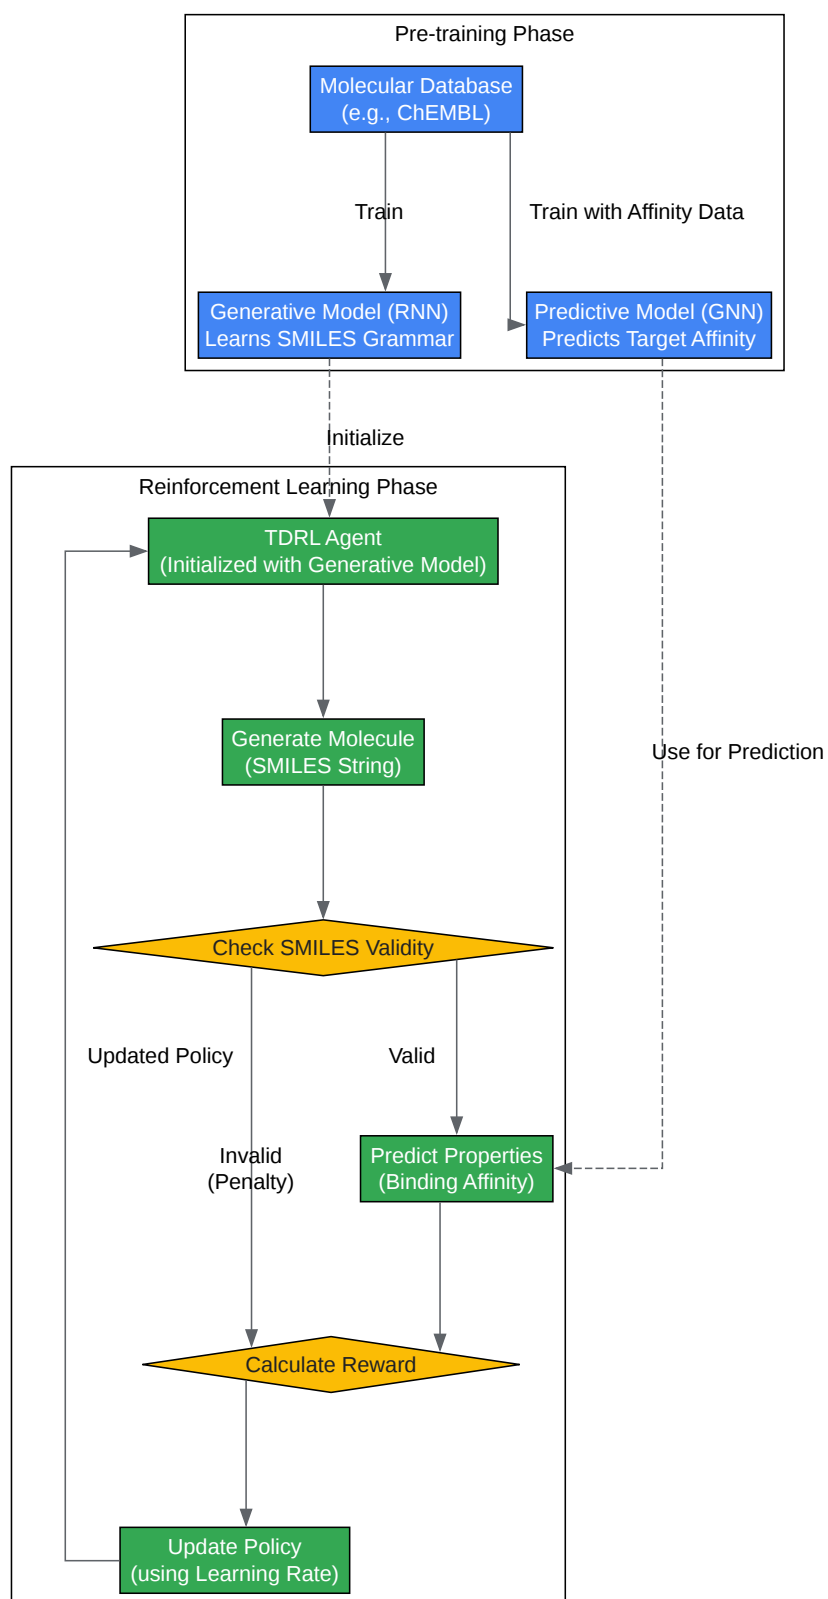 Pre-training Phase
Molecular Database
(e.g., ChEMBL)
Train
Train with Affinity Data
Generative Model (RNN)
Learns SMILES Grammar
Predictive Model (GNN)
Predicts Target Affinity
Initialize
Reinforcement Learning Phase
TDRL Agent
(Initialized with Generative Model)
Generate Molecule
(SMILES String)
Use for Prediction
Check SMILES Validity
Updated Policy
Valid
Invalid
(Penalty)
Predict Properties
(Binding Affinity)
Calculate Reward
Update Policy
(using Learning Rate)